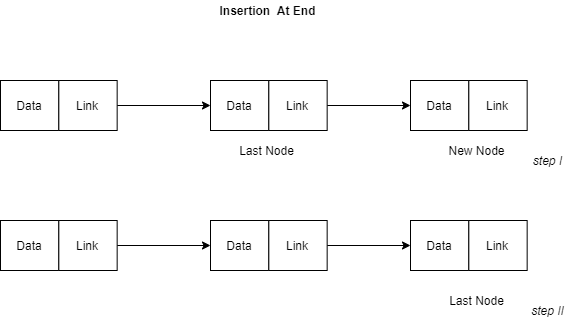 Insertion At End
Data Link Data Link Data Link
Last Node New Node
step I
Data Link Data Link Data Link
Last Node
step II